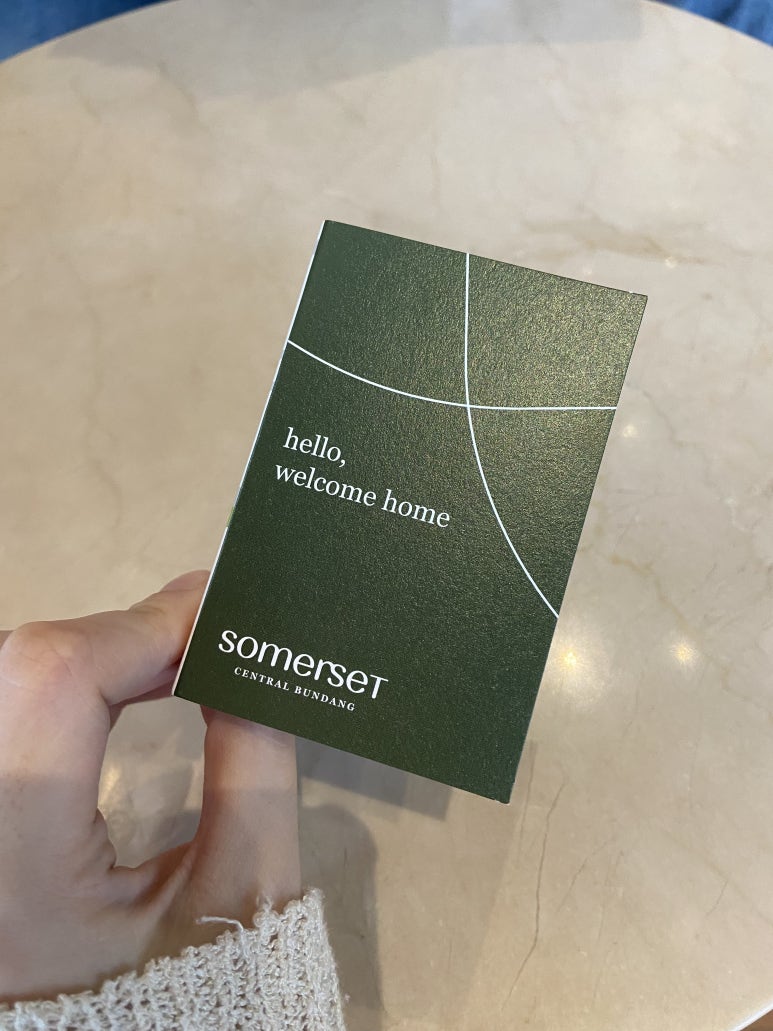 hello,
welcome home
somerset
CENTRAL BUNDANG